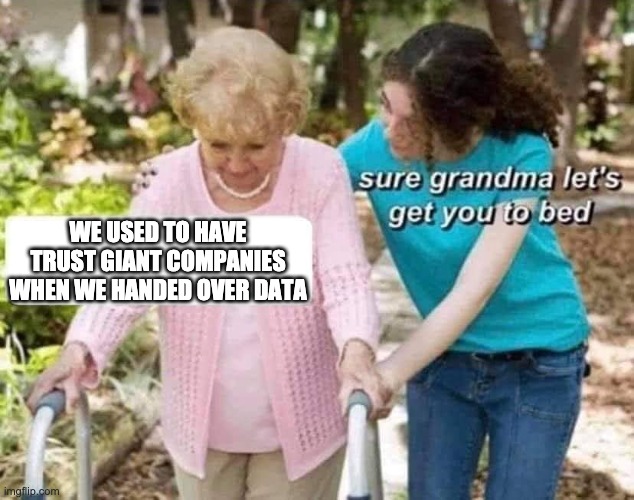 WE USED TO HAVE
TRUST GIANT COMPANIES
WHEN WE HANDED OVER DATA
sure grandma let's
get you to bed
imgflip.com